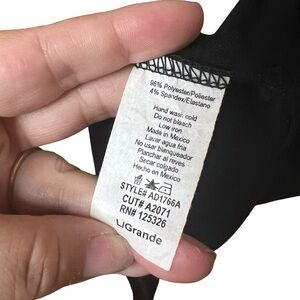 96% Polyester/Poliester
4% Spandex/Elastano
Hand wash: cold
Do not bleach
Low iron
Made in Mexico
Lavar agua fria
No usar blanqueador
Planchar al reves
Secar colgado
Hecho en Mexico
STYLE# AD1766A
CUT# A2071
RN# 125326
L/Grande